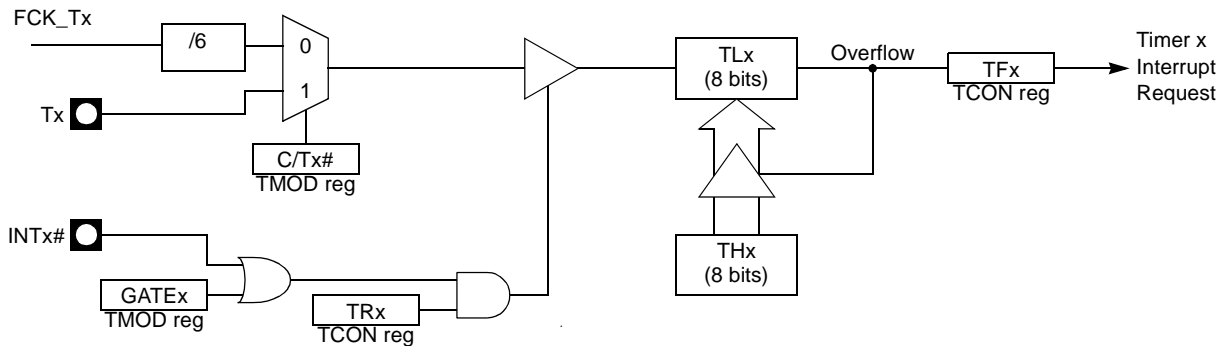 FCK_Tx
/6
0
1
Tx
C/Tx#
TMOD reg
INTx#
GATEx
TMOD reg
TRx
TCON reg
TLx
(8 bits)
THx
(8 bits)
Overflow
TFx
TCON reg
Timer x
Interrupt
Request